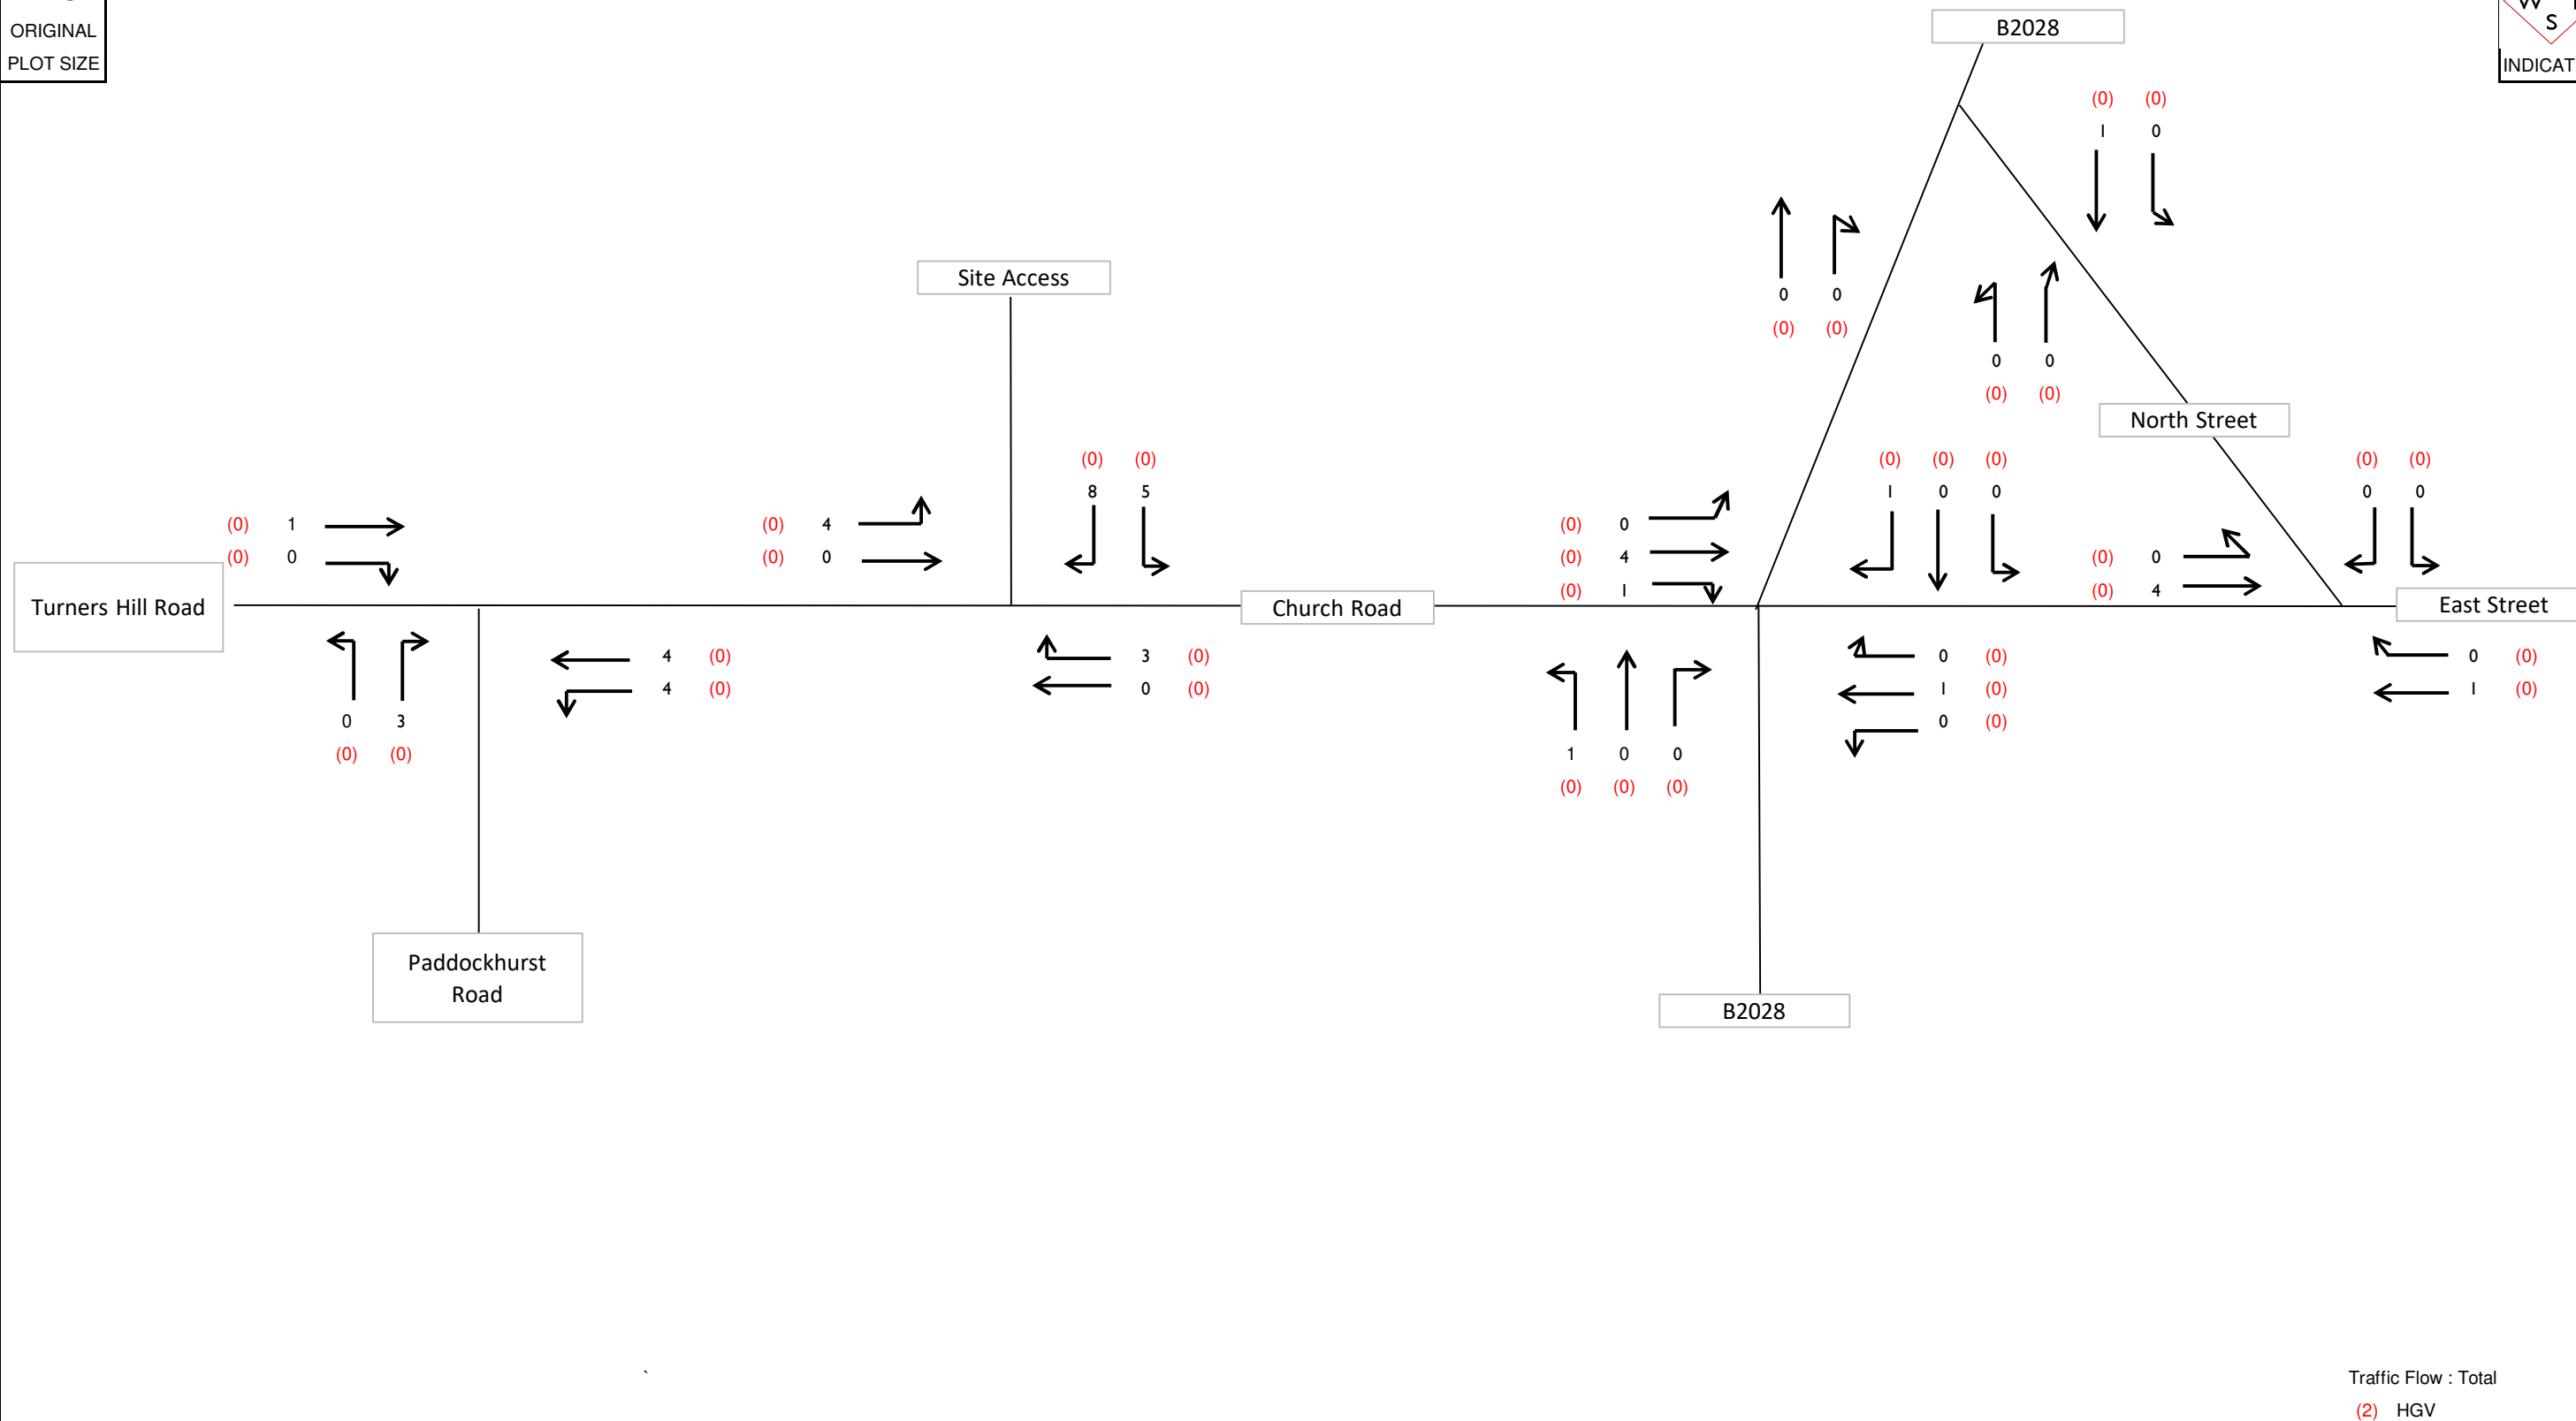 ORIGINAL
PLOT SIZE
B2028
S
INDICAT
(0) (0)
1 0
0 0
(0) (0)
Site Access
0 0
(0) (0)
North Street
(0) (0)
8 5
(0) (0) (0)
1 0 0
(0) (0)
0 0
(0) 1
(0) 0
(0) 4
(0) 0
(0) 0
(0) 4
(0) 1
(0) 0
(0) 4
Turners Hill Road
Church Road
East Street
4 (0)
4 (0)
3 (0)
0 (0)
0 (0)
1 (0)
0 (0)
0 (0)
1 (0)
0 3
(0) (0)
1 0 0
(0) (0) (0)
Paddockhurst
Road
B2028
`
Traffic Flow : Total
(2) HGV